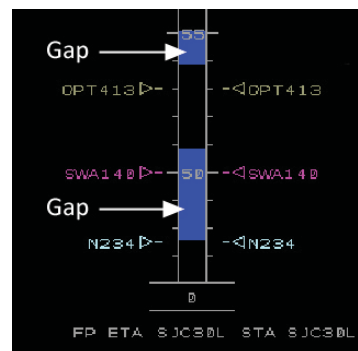 55
Gap
OPT413 OPT413
SWA140 50 SWA140
Gap
N234 N234
0
FP ETA SJC30L STA SJC30L